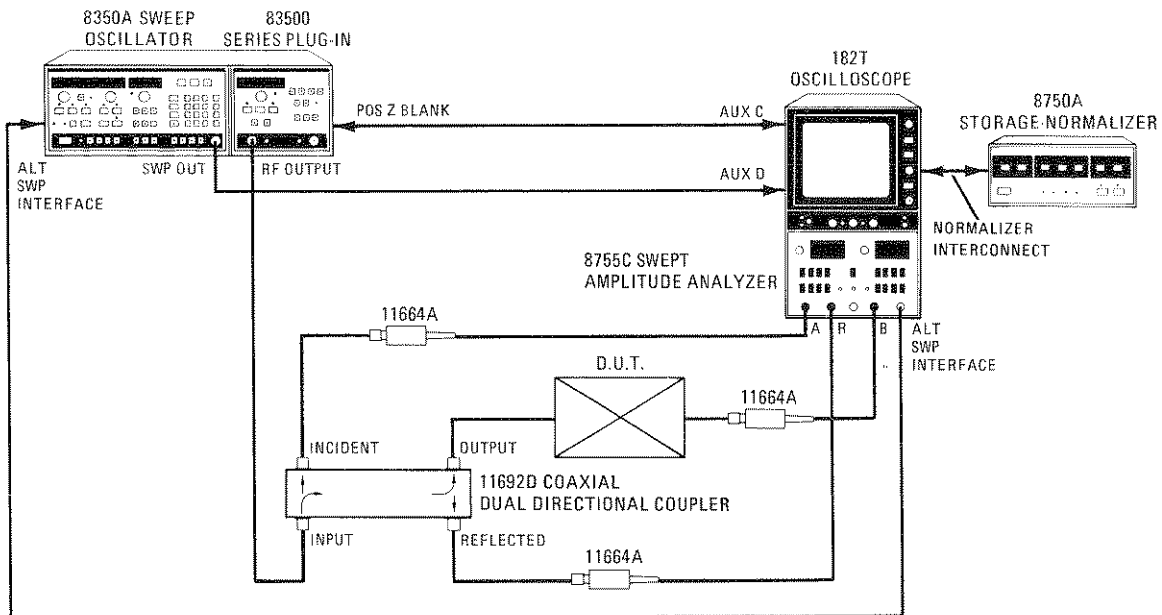 8350A SWEEP
OSCILLATOR
83500
SERIES PLUG-IN
182T
OSCILLOSCOPE
8750A
STORAGE-NORMALIZER
POS Z BLANK
AUX C
ALT
SWP
INTERFACE
SWP OUT
RF OUTPUT
AUX D
NORMALIZER
INTERCONNECT
8755C SWEPT
AMPLITUDE ANALYZER
11664A
A
R
B
ALT
SWP
INTERFACE
D.U.T.
11664A
INCIDENT
OUTPUT
11692D COAXIAL
DUAL DIRECTIONAL COUPLER
INPUT
REFLECTED
11664A